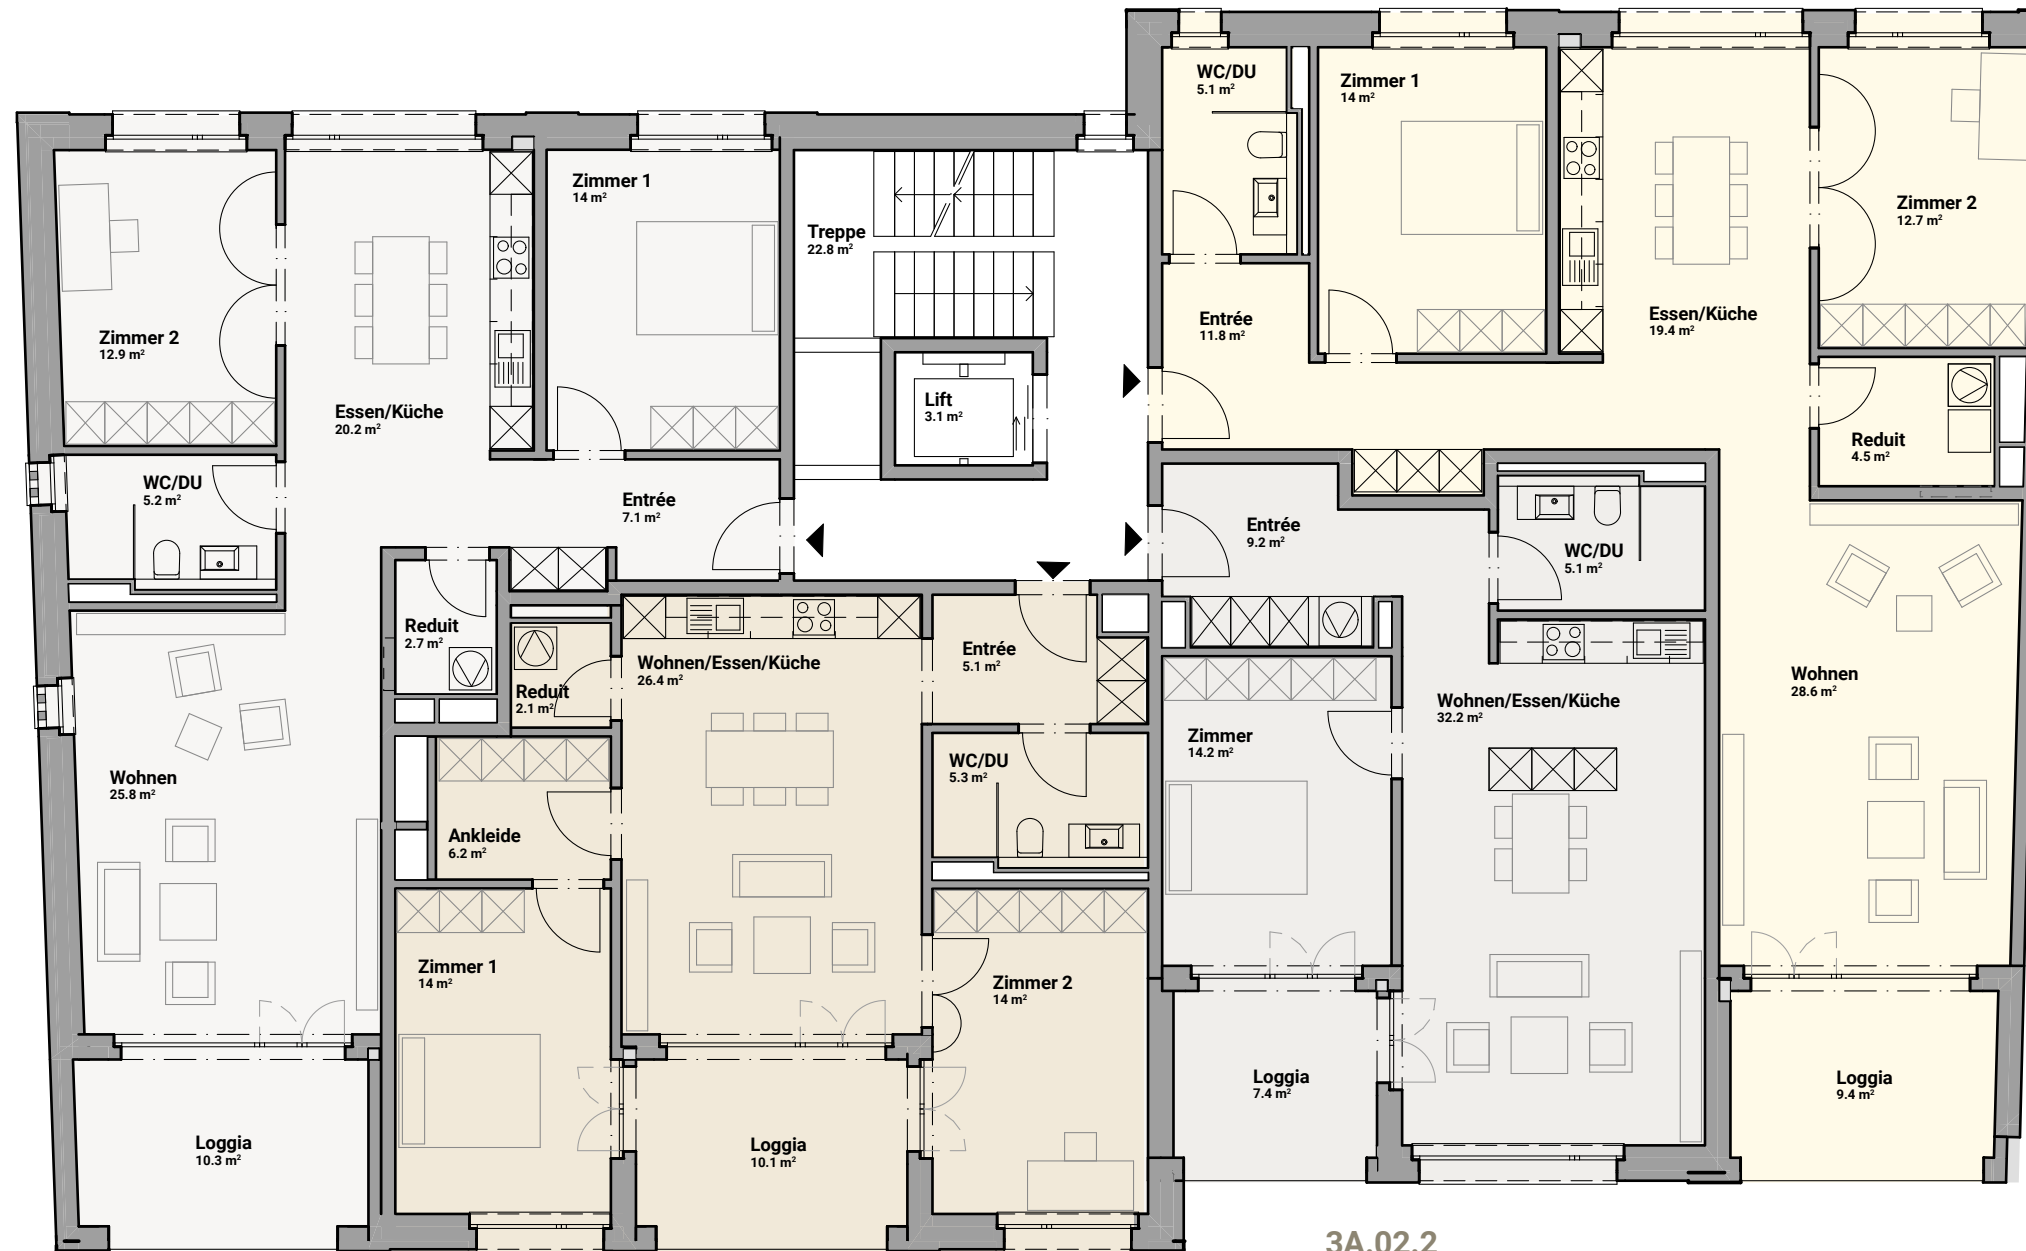 WC/DU
5.1 m²
Zimmer 1
14 m²
Zimmer 1
14 m²
Treppe
22.8 m²
Zimmer 2
12.7 m²
Zimmer 2
12.9 m²
Entrée
11.8 m²
Essen/Küche
19.4 m²
Essen/Küche
20.2 m²
Lift
3.1 m²
Reduit
4.5 m²
WC/DU
5.2 m²
Entrée
7.1 m²
Entrée
9.2 m²
WC/DU
5.1 m²
Reduit
2.7 m²
Reduit
2.1 m²
Wohnen/Essen/Küche
26.4 m²
Entrée
5.1 m²
Wohnen
28.6 m²
Wohnen/Essen/Küche
32.2 m²
Zimmer
14.2 m²
Wohnen
25.8 m²
WC/DU
5.3 m²
Ankleide
6.2 m²
Zimmer 1
14 m²
Zimmer 2
14 m²
Loggia
7.4 m²
Loggia
9.4 m²
Loggia
10.3 m²
Loggia
10.1 m²
3A.02.2